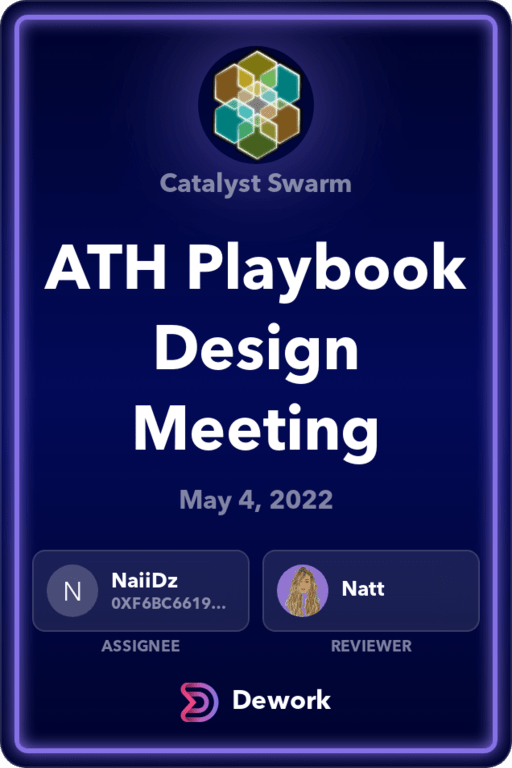 Catalyst Swarm
ATH Playbook
Design
Meeting
May 4, 2022
N
NaiiDz
0XF6BC6619...
Natt
ASSIGNEE
REVIEWER
Dework